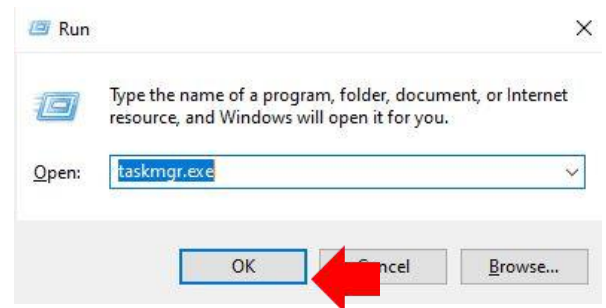 Run
Type the name of a program, folder, document, or Internet
resource, and Windows will open it for you.
Open:
taskmgr.exe
OK
Browse...